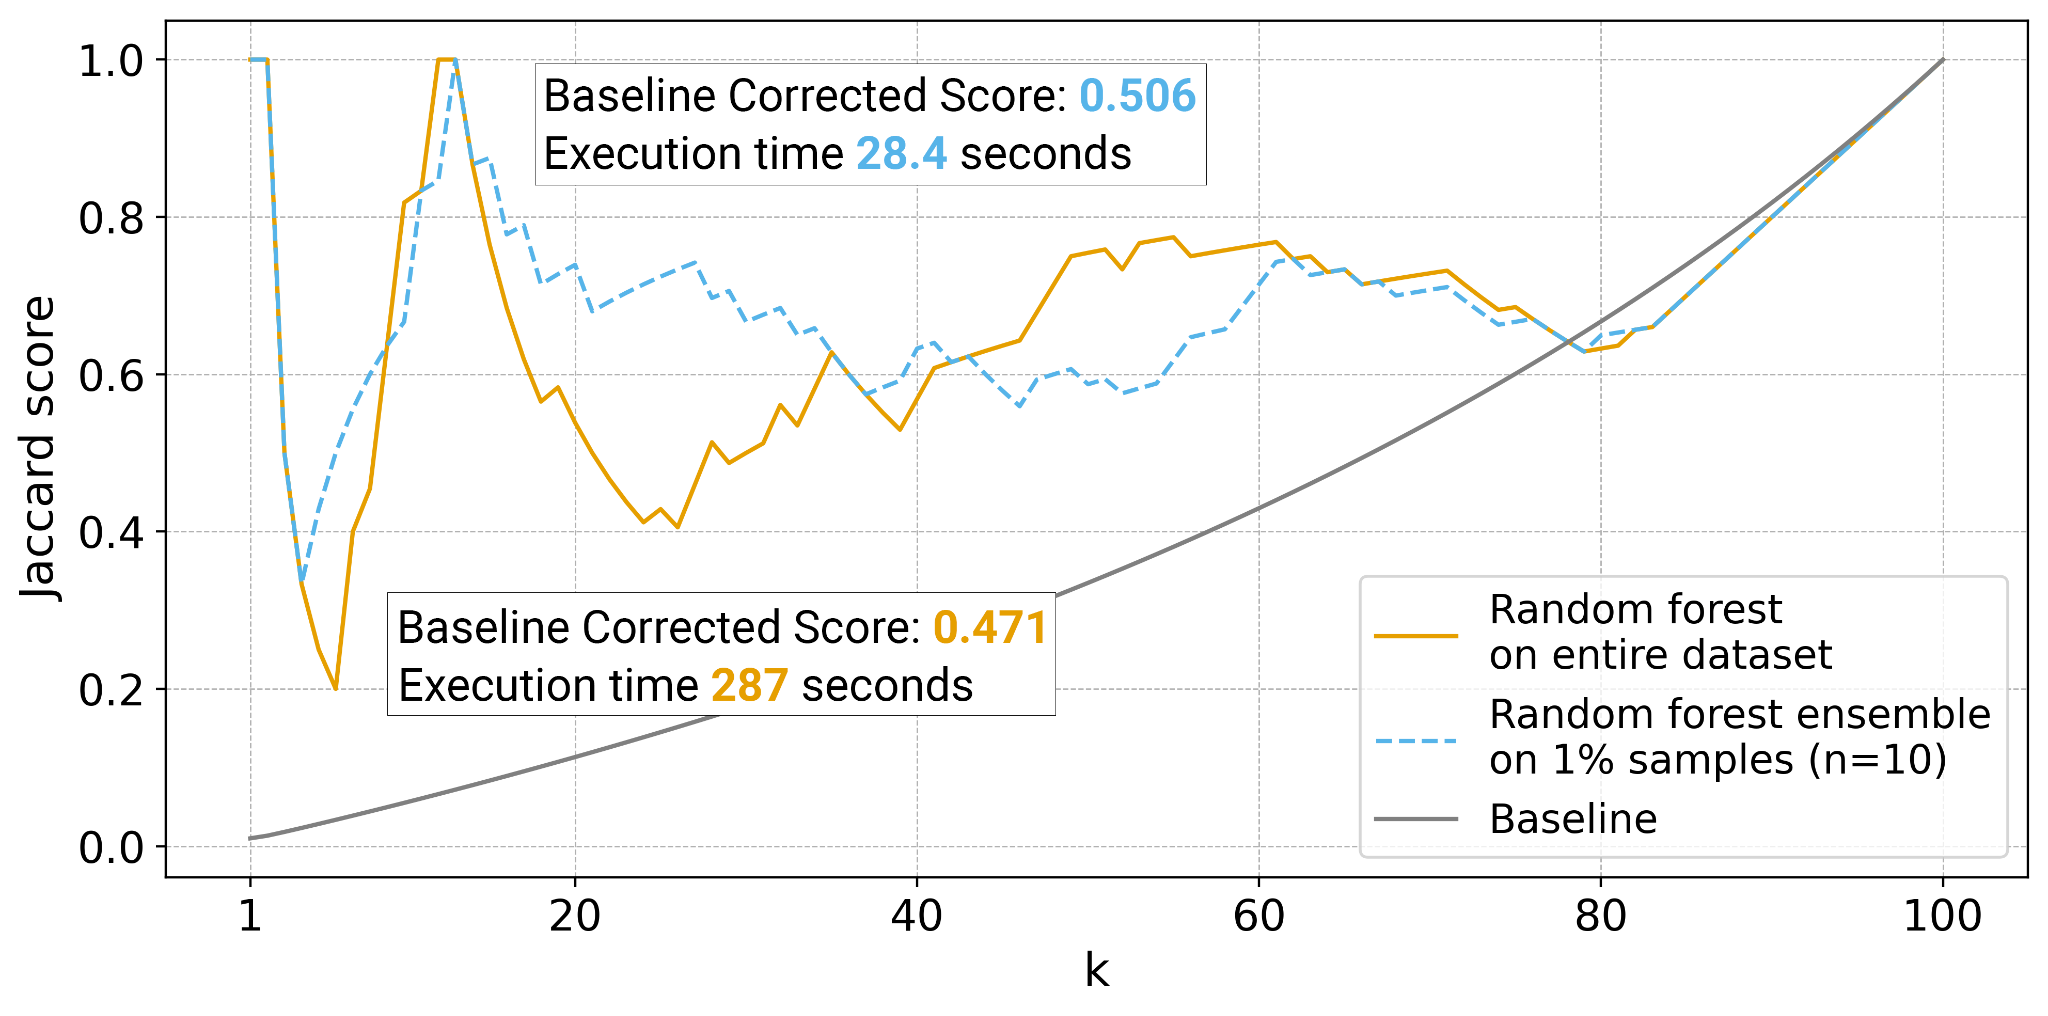 1.0
0.8
0.6
0.4
0.2
0.0
Jaccard score
Baseline Corrected Score: 0.506
Execution time 28.4 seconds
Baseline Corrected Score: 0.471
Execution time 287 seconds
Random forest
on entire dataset
Random forest ensemble
on 1% samples (n=10)
Baseline
1 20 40 60 80 100
k